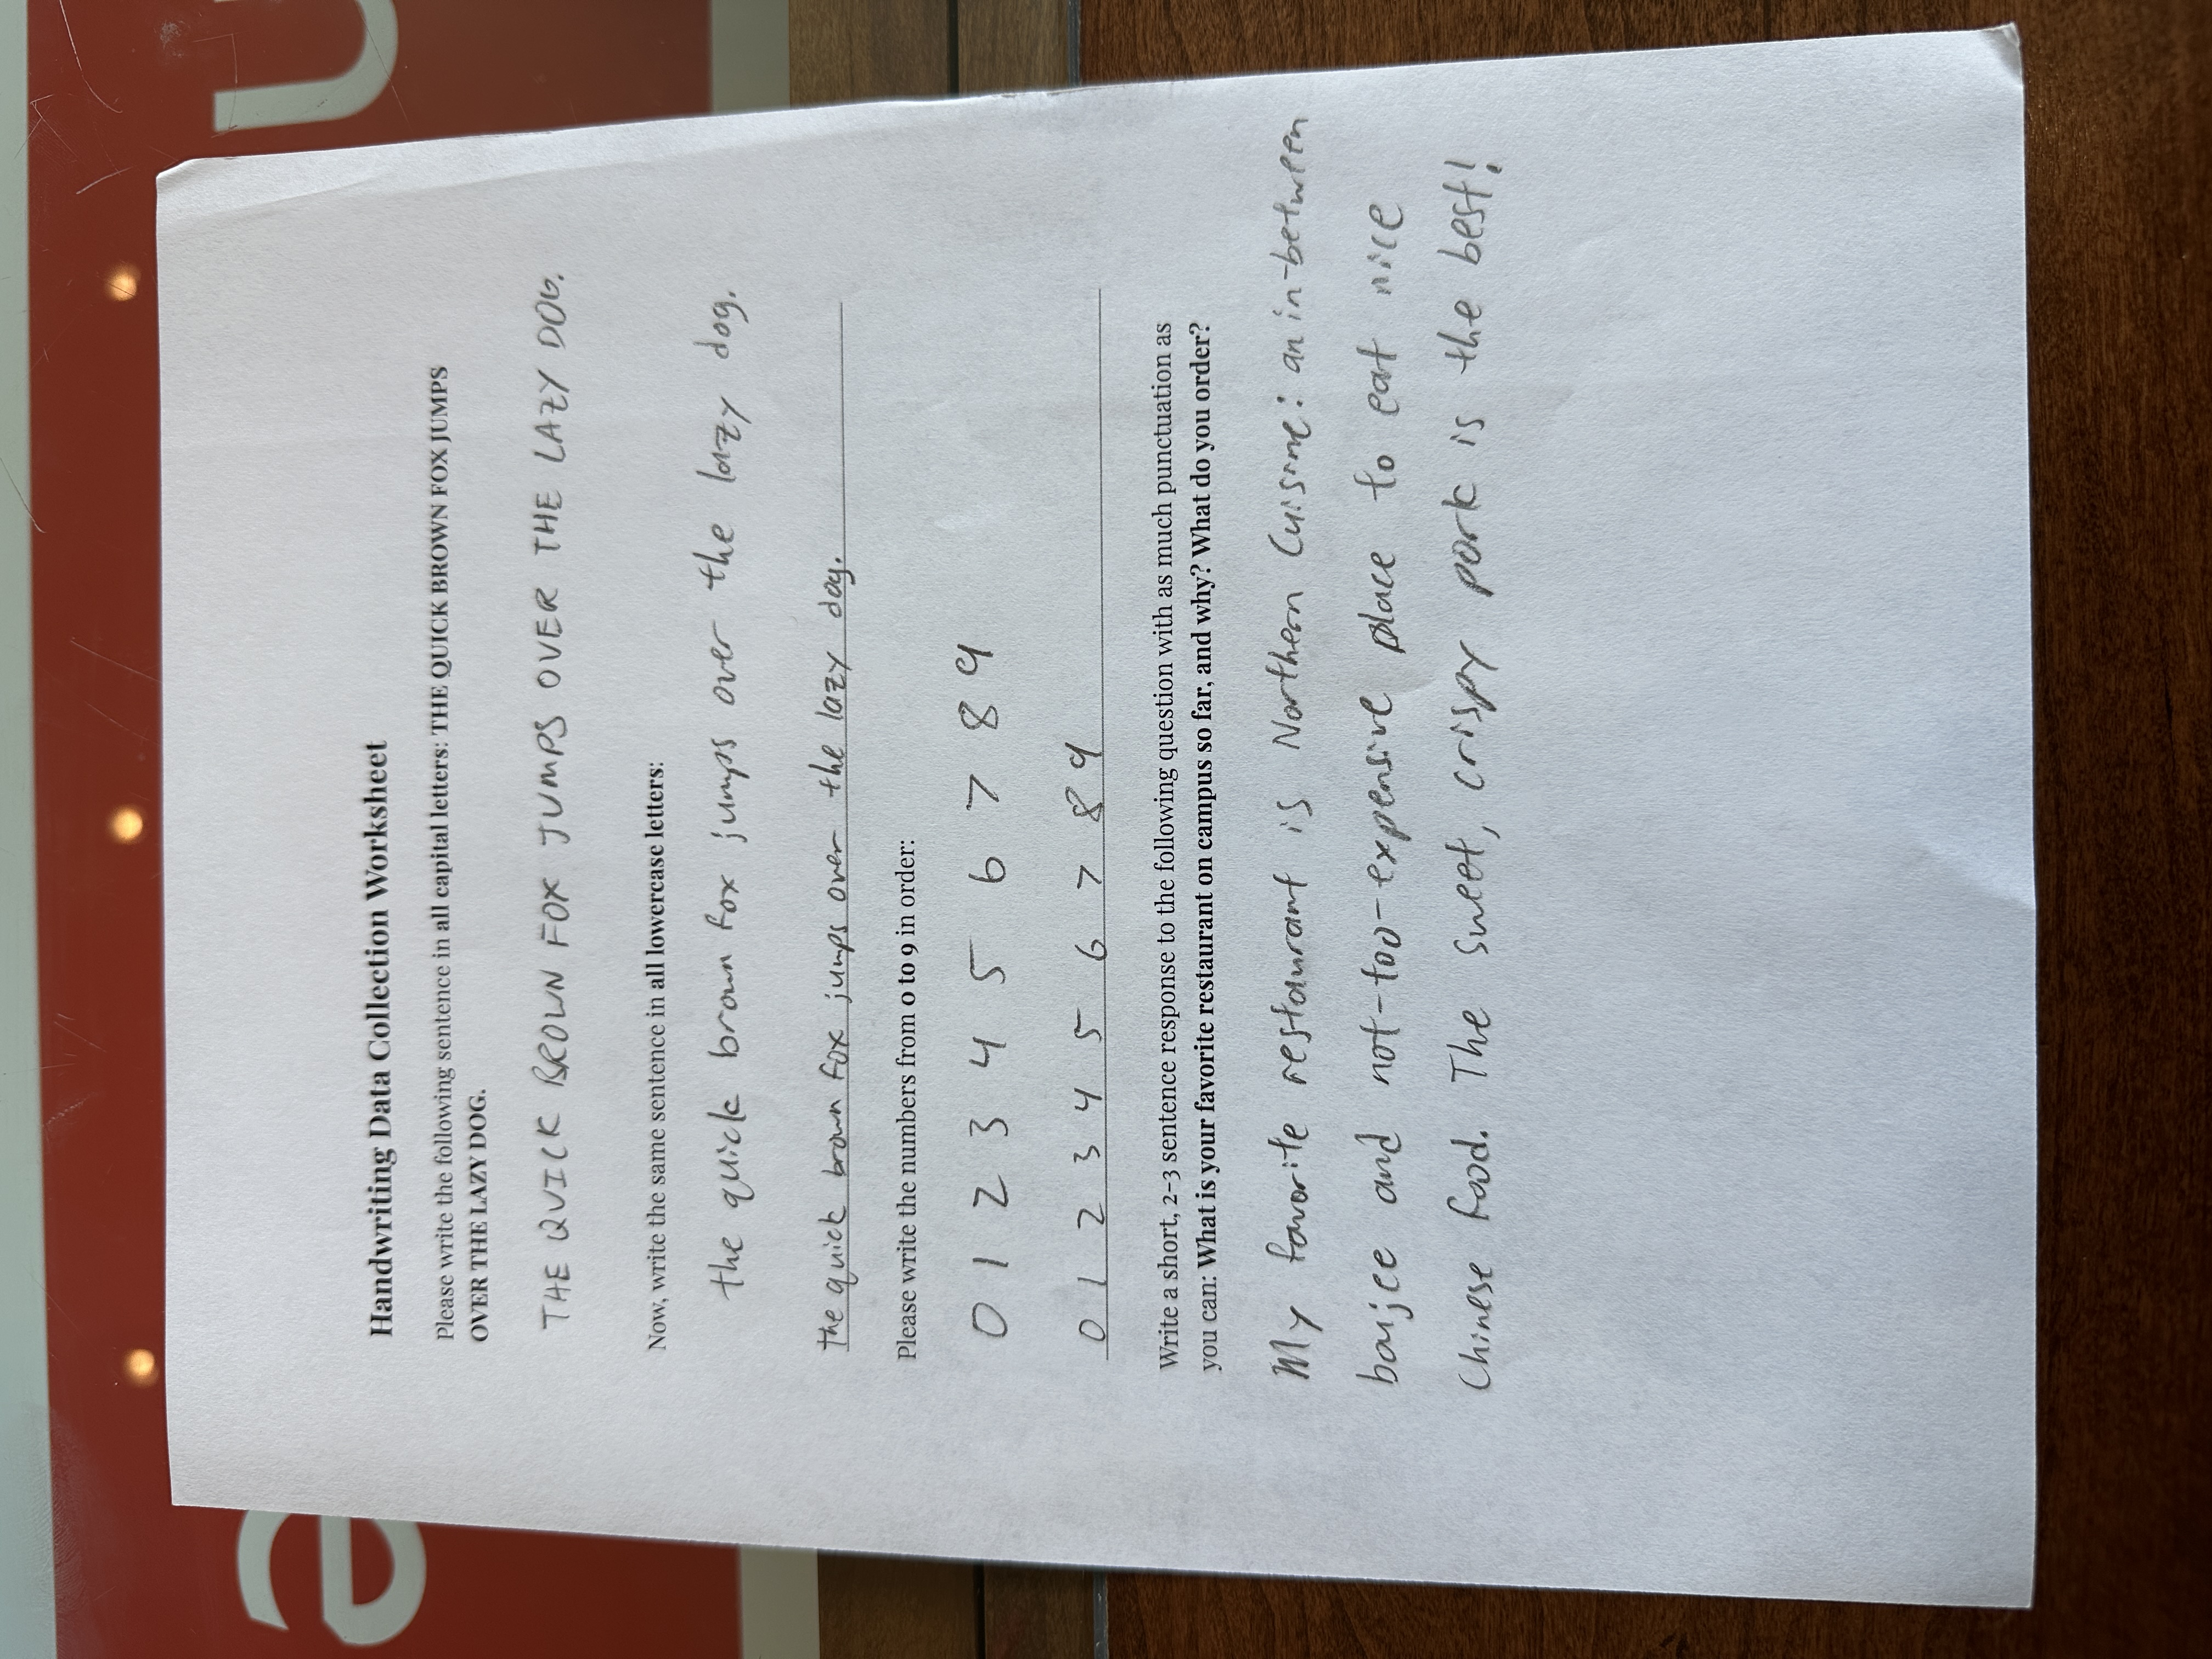 a
u
Handwriting Data Collection Worksheet
Please write the following sentence in all capital letters: THE QUICK BROWN FOX JUMPS
OVER THE LAZY DOG.
THE QUICK BROWN FOX JUMPS OVER THE LAZY DOG.
Now, write the same sentence in all lowercase letters:
the quick brown fox jumps over the lazy dog.
the quick brown fox jumps over the lazy dog.
Please write the numbers from 0 to 9 in order:
0 1 2 3 4 5 6 7 8 9
0 1 2 3 4 5 6 7 8 9
Write a short, 2-3 sentence response to the following question with as much punctuation as
you can: What is your favorite restaurant on campus so far, and why? What do you order?
My favorite restaurant is Northern Cuisine: an in-between
boujee and not-too-expensive place to eat nice
Chinese food. The sweet, crispy pork is the best!